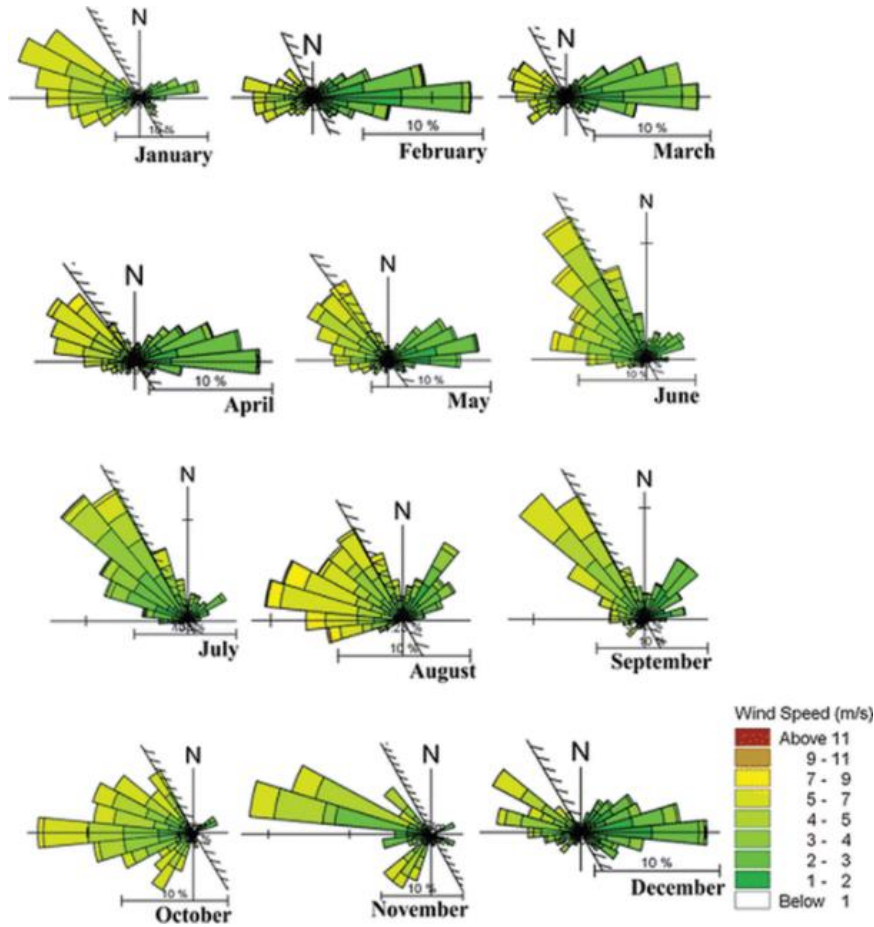 N
10 %
January
N
10 %
February
N
10 %
March
N
10 %
April
N
10 %
May
N
10 %
June
N
10 %
July
N
10 %
August
N
10 %
September
N
10 %
October
N
10 %
November
N
10 %
December
Wind Speed (m/s)
Above 11
9 - 11
7 - 9
5 - 7
4 - 5
3 - 4
2 - 3
1 - 2
Below 1